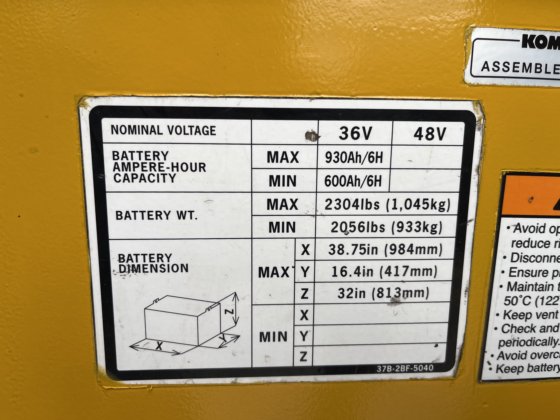 KOM
ASSEMBLE
NOMINAL VOLTAGE 36V 48V
BATTERY AMPERE-HOUR CAPACITY MAX 930Ah/6H
MIN 600Ah/6H
BATTERY WT. MAX 2304lbs (1,045kg)
MIN 2056lbs (933kg)
BATTERY DIMENSION MAX X 38.75in (984mm)
Y 16.4in (417mm)
Z 32in (813mm)
MIN X
Y
Z
X Y Z
37B-2BF-5040
• Avoid op
reduce ri
• Disconne
• Ensure p
• Maintain t
50°C (122
• Keep vent
• Check and
periodically.
• Avoid overc
• Keep battery